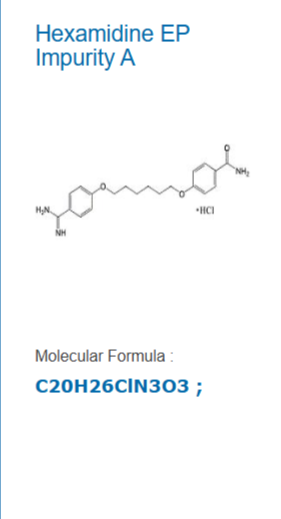 Hexamidine EP
Impurity A
O
NH2
O
O
H2N
•HCl
NH
Molecular Formula :
C20H26ClN3O3 ;